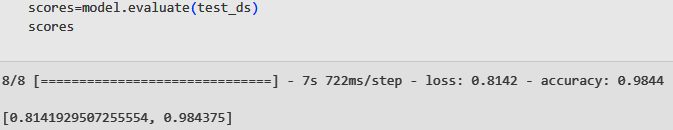 scores=model.evaluate(test_ds)
scores
8/8 [==============================] - 7s 722ms/step - loss: 0.8142 - accuracy: 0.9844
[0.8141929507255554, 0.984375]